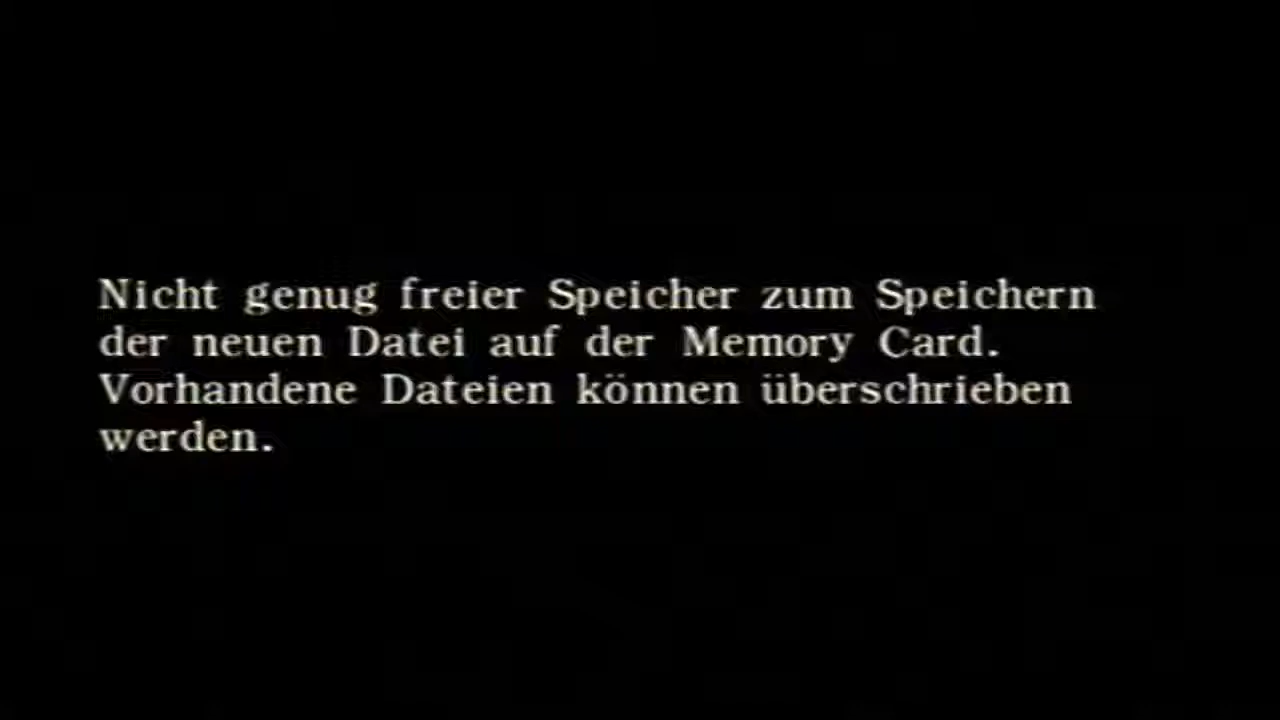 Nicht genug freier Speicher zum Speichern
der neuen Datei auf der Memory Card.
Vorhandene Dateien können überschrieben
werden.